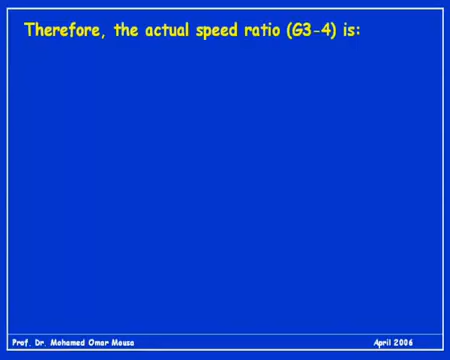 Therefore, the actual speed ratio (G3-4) is:
Prof. Dr. Mohamed Omar Mousa
April 2006